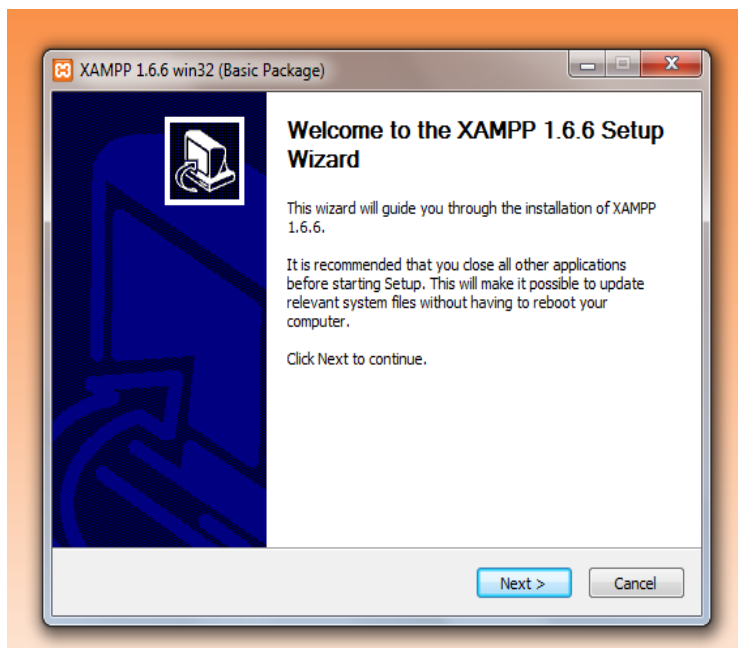 XAMPP 1.6.6 win32 (Basic Package)
Welcome to the XAMPP 1.6.6 Setup
Wizard
This wizard will guide you through the installation of XAMPP
1.6.6.
It is recommended that you close all other applications
before starting Setup. This will make it possible to update
relevant system files without having to reboot your
computer.
Click Next to continue.
Next >
Cancel